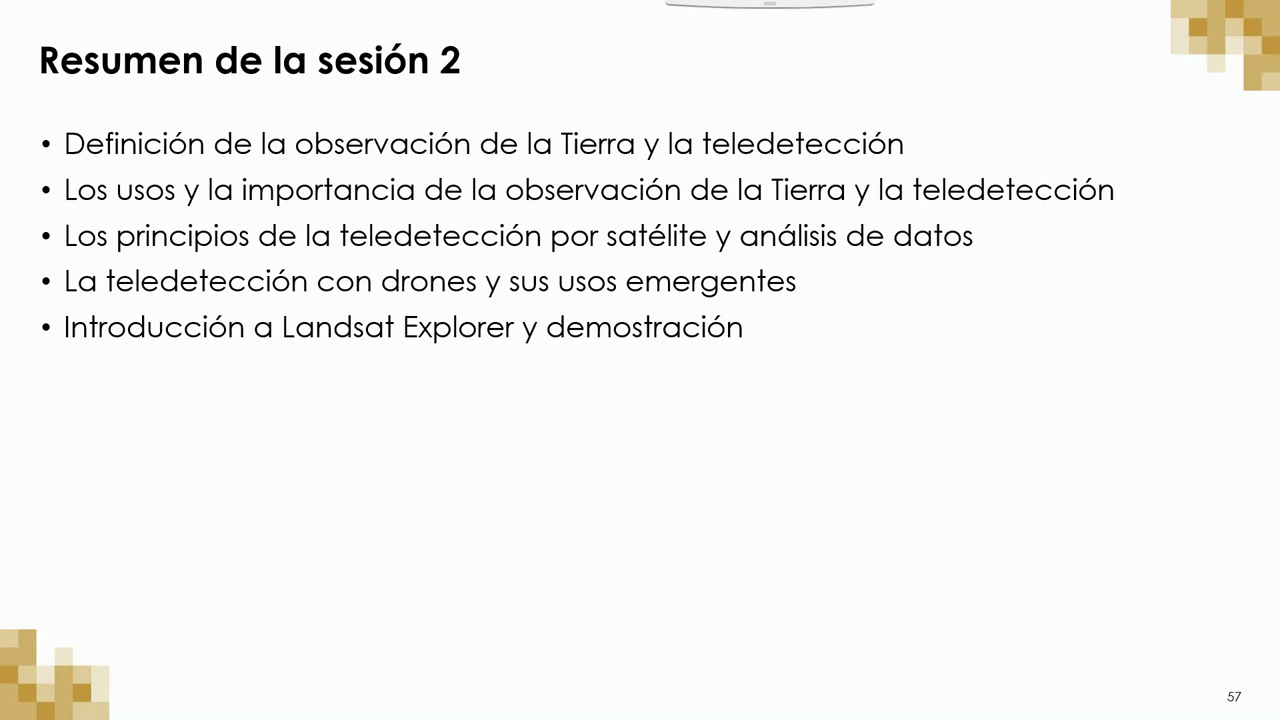 Resumen de la sesión 2
• Definición de la observación de la Tierra y la teledetección
• Los usos y la importancia de la observación de la Tierra y la teledetección
• Los principios de la teledetección por satélite y análisis de datos
• La teledetección con drones y sus usos emergentes
• Introducción a Landsat Explorer y demostración
57